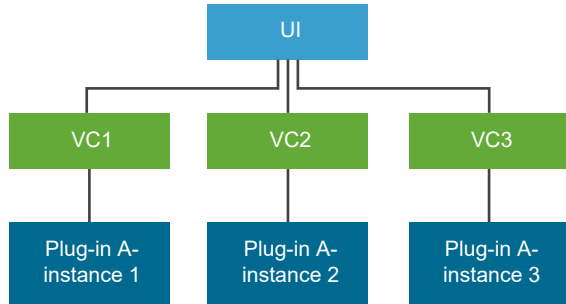 UI
VC1
VC2
VC3
Plug-in A-
instance 1
Plug-in A-
instance 2
Plug-in A-
instance 3